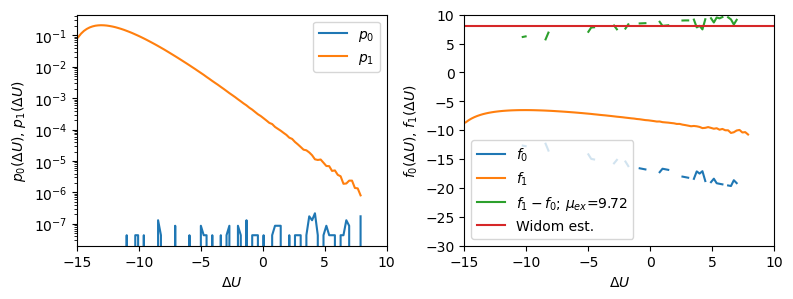 10⁻¹
10⁻²
10⁻³
10⁻⁴
10⁻⁵
10⁻⁶
10⁻⁷
p₀(ΔU), p₁(ΔU)
p₀
p₁
−15 −10 −5 0 5 10
ΔU
10
5
0
−5
−10
−15
−20
−25
−30
f₀(ΔU), f₁(ΔU)
f₀
f₁
f₁ − f₀; μₑₓ=9.72
Widom est.
−15 −10 −5 0 5 10
ΔU